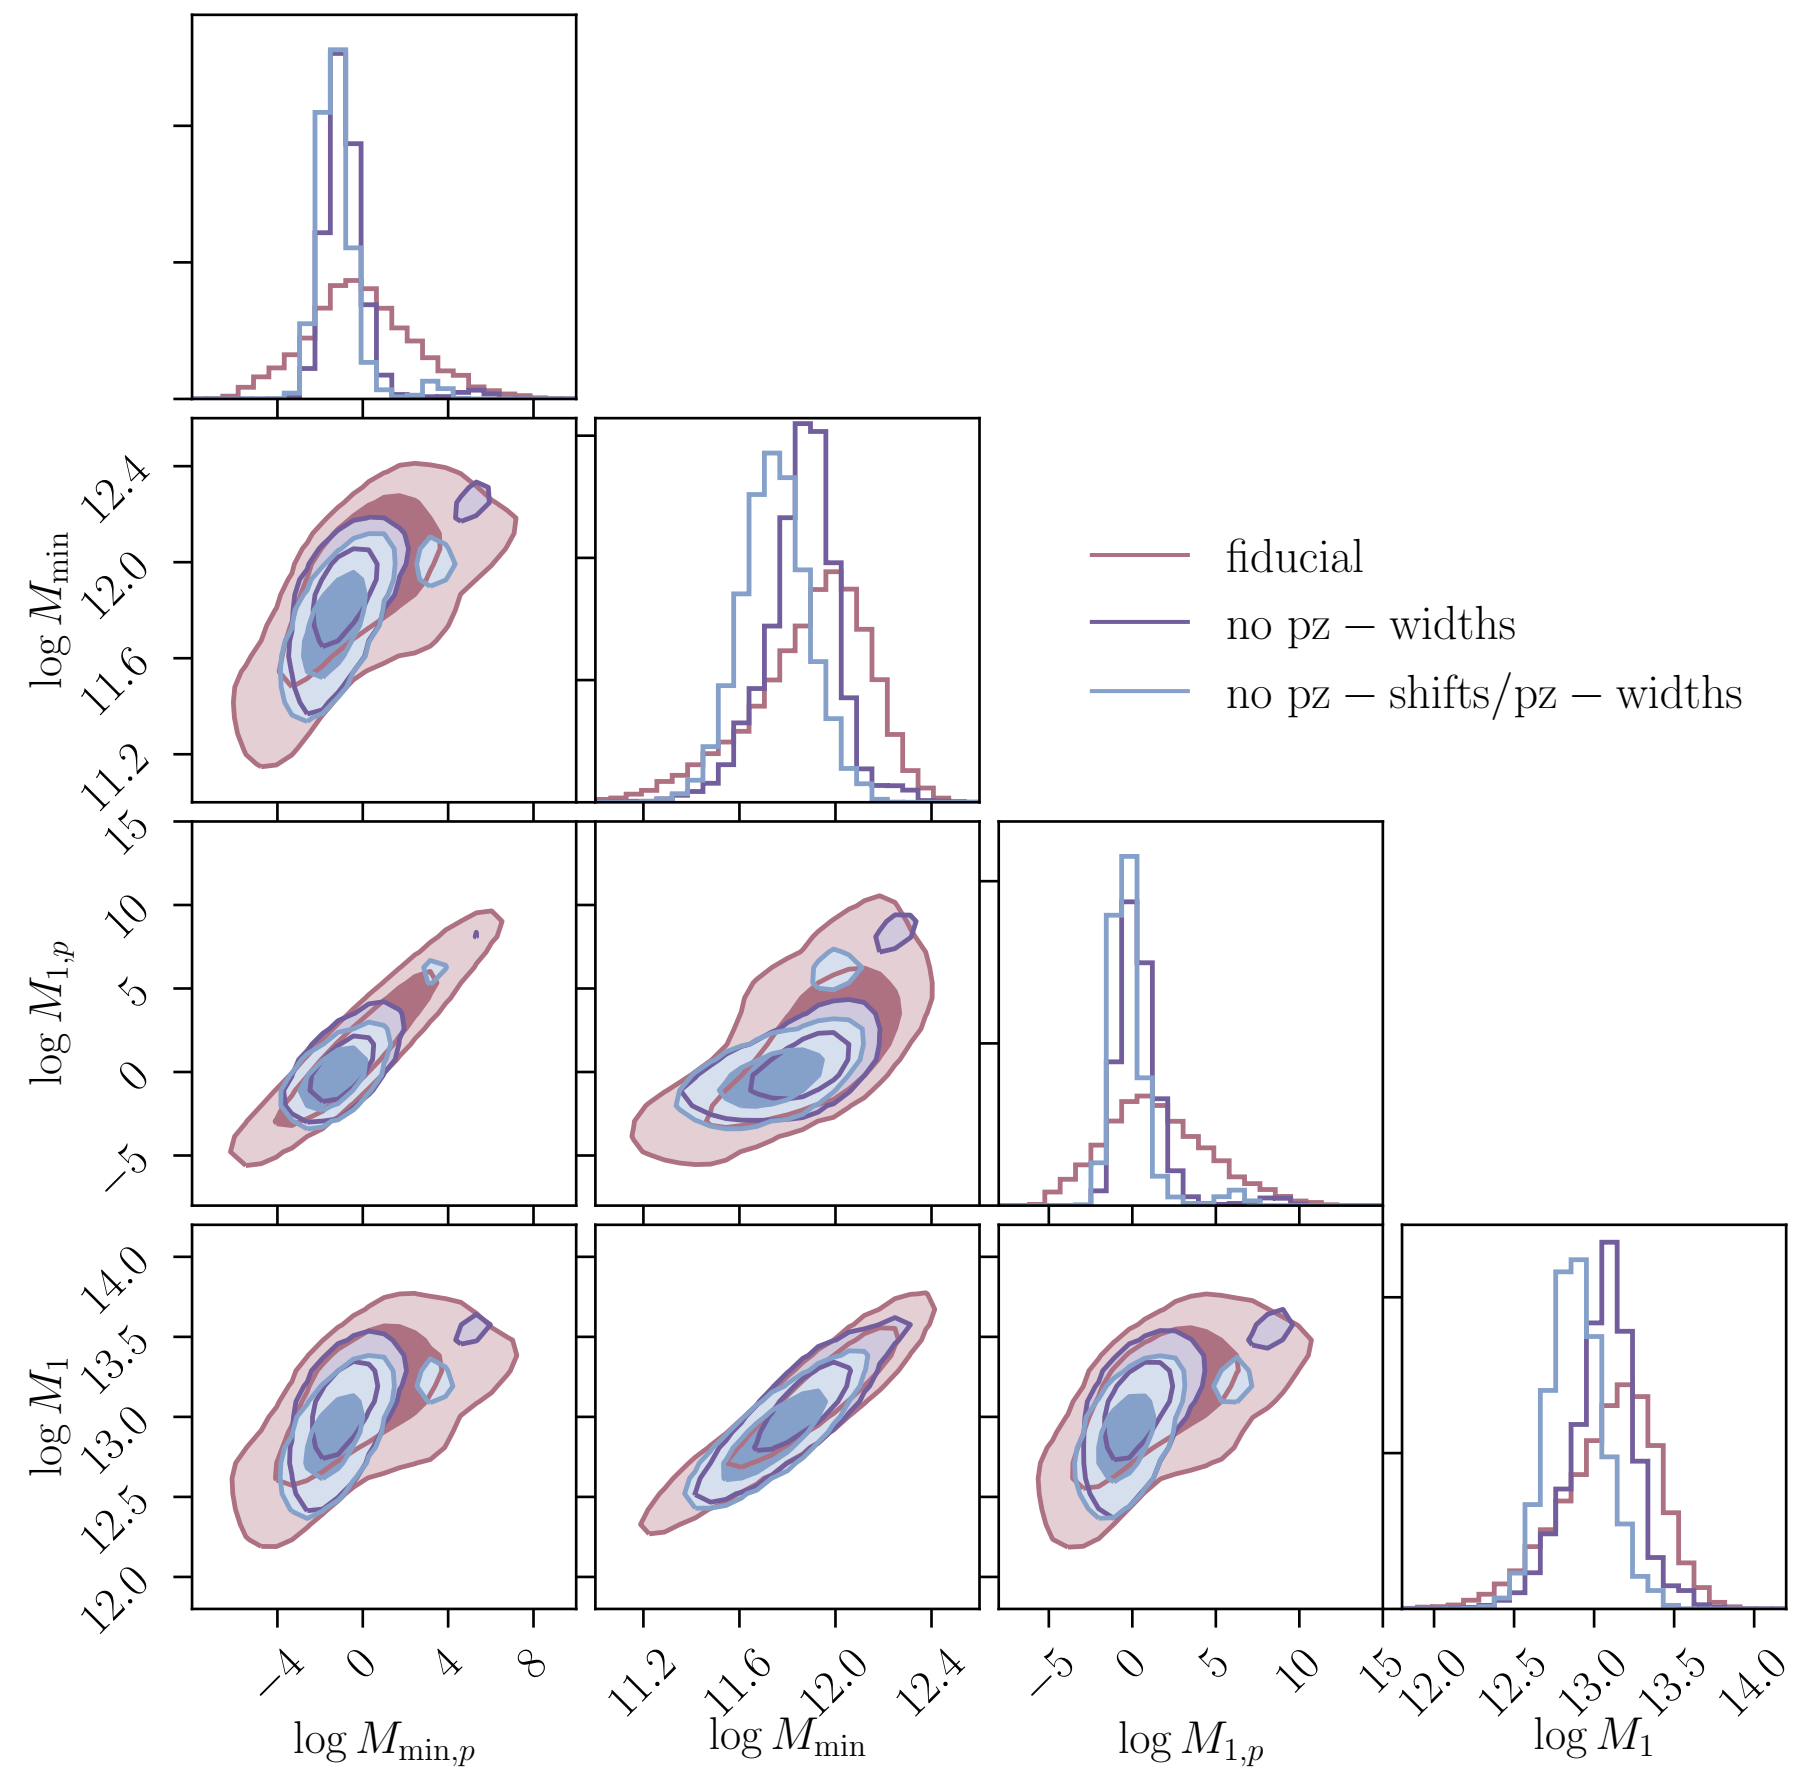 12.4
12.0
11.6
11.2
log M_min
fiducial
no pz − widths
no pz − shifts/pz − widths
15
10
5
0
−5
log M_1,p
14.0
13.5
13.0
12.5
12.0
log M_1
−4 0 4 8 11.2 11.6 12.0 12.4 −5 0 5 10 15 12.0 12.5 13.0 13.5 14.0
log M_min,p log M_min log M_1,p log M_1